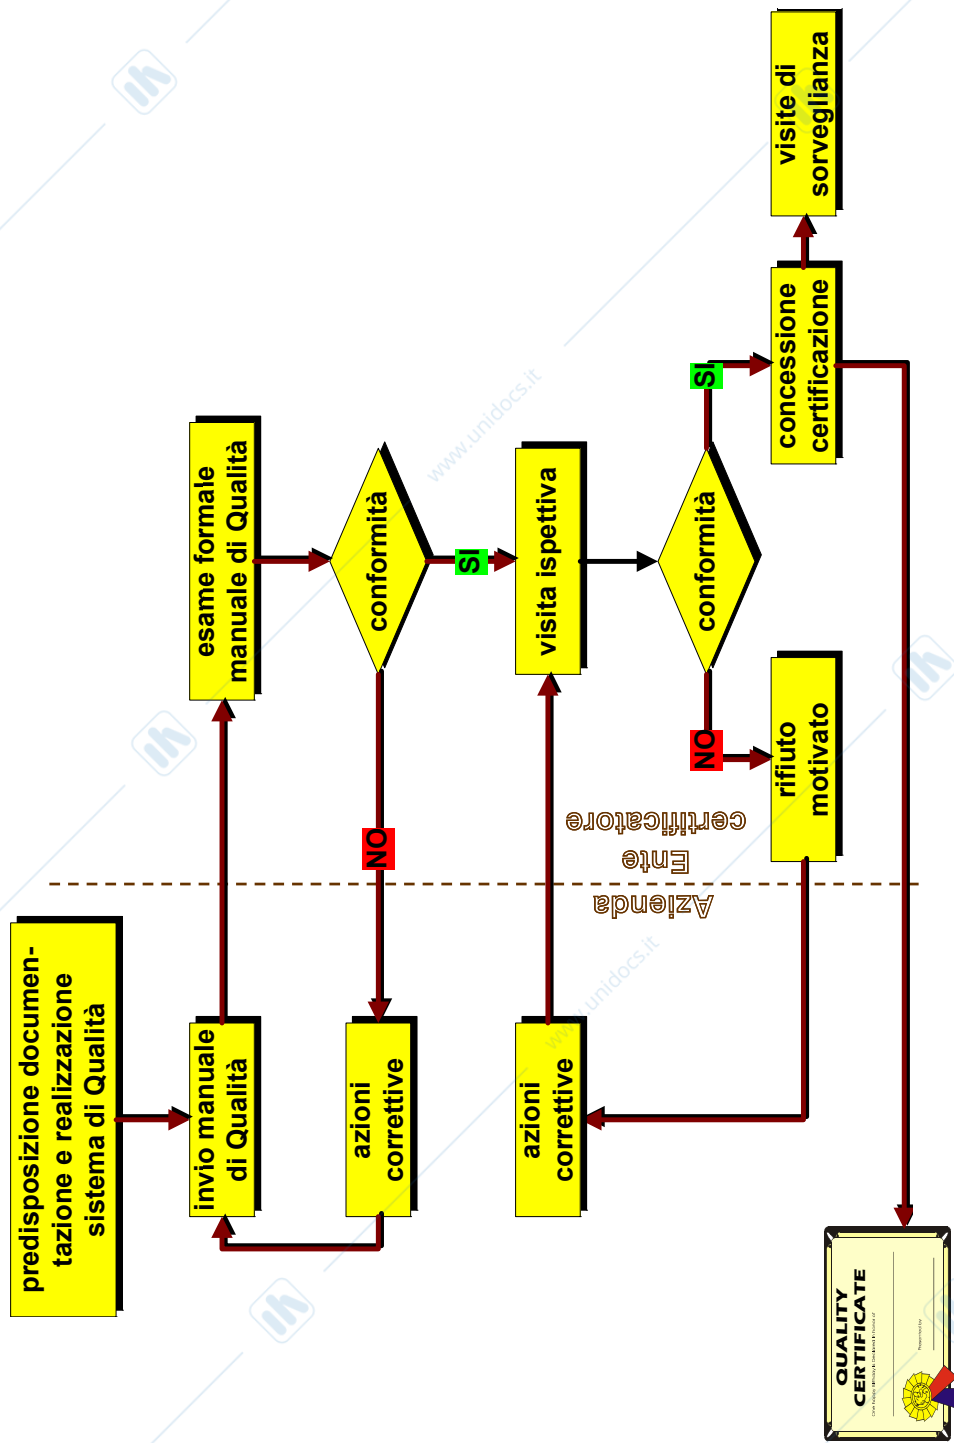 predisposizione documen-
tazione e realizzazione
sistema di Qualità
invio manuale
di Qualità
esame formale
manuale di Qualità
conformità
NO
SI
azioni
correttive
visita ispettiva
azioni
correttive
conformità
NO
SI
rifiuto
motivato
concessione
certificazione
visite di
sorveglianza
Azienda
Ente
certificatore
QUALITY
CERTIFICATE
www.unidocs.it
www.unidocs.it